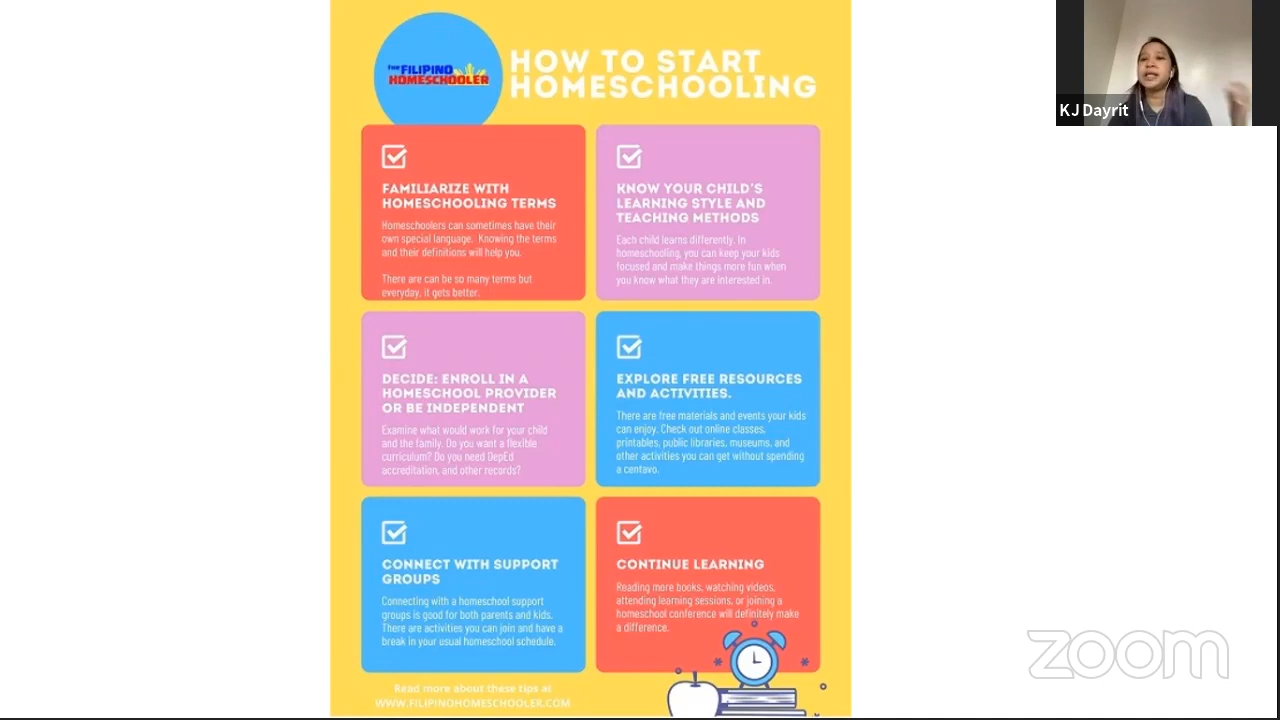 THE FILIPINO
HOMESCHOOLER
HOW TO START
HOMESCHOOLING
FAMILIARIZE WITH
HOMESCHOOLING TERMS
Homeschoolers can sometimes have their
own special language. Knowing the terms
and their definitions will help you.
There are can be so many terms but
everyday, it gets better.
KNOW YOUR CHILD'S
LEARNING STYLE AND
TEACHING METHODS
Each child learns differently. In
homeschooling, you can keep your kids
focused and make things more fun when
you know what they are interested in.
DECIDE: ENROLL IN A
HOMESCHOOL PROVIDER
OR BE INDEPENDENT
Examine what would work for your child
and the family. Do you want a flexible
curriculum? Do you need DepEd
accreditation, and other records?
EXPLORE FREE RESOURCES
AND ACTIVITIES.
There are free materials and events your kids
can enjoy. Check out online classes,
printables, public libraries, museums, and
other activities you can get without spending
a centavo.
CONNECT WITH SUPPORT
GROUPS
Connecting with a homeschool support
groups is good for both parents and kids.
There are activities you can join and have a
break in your usual homeschool schedule.
CONTINUE LEARNING
Reading more books, watching videos,
attending learning sessions, or joining a
homeschool conference will definitely make
a difference.
Read more about these tips at
WWW.FILIPINOHOMESCHOOLER.COM
KJ Dayrit
zoom